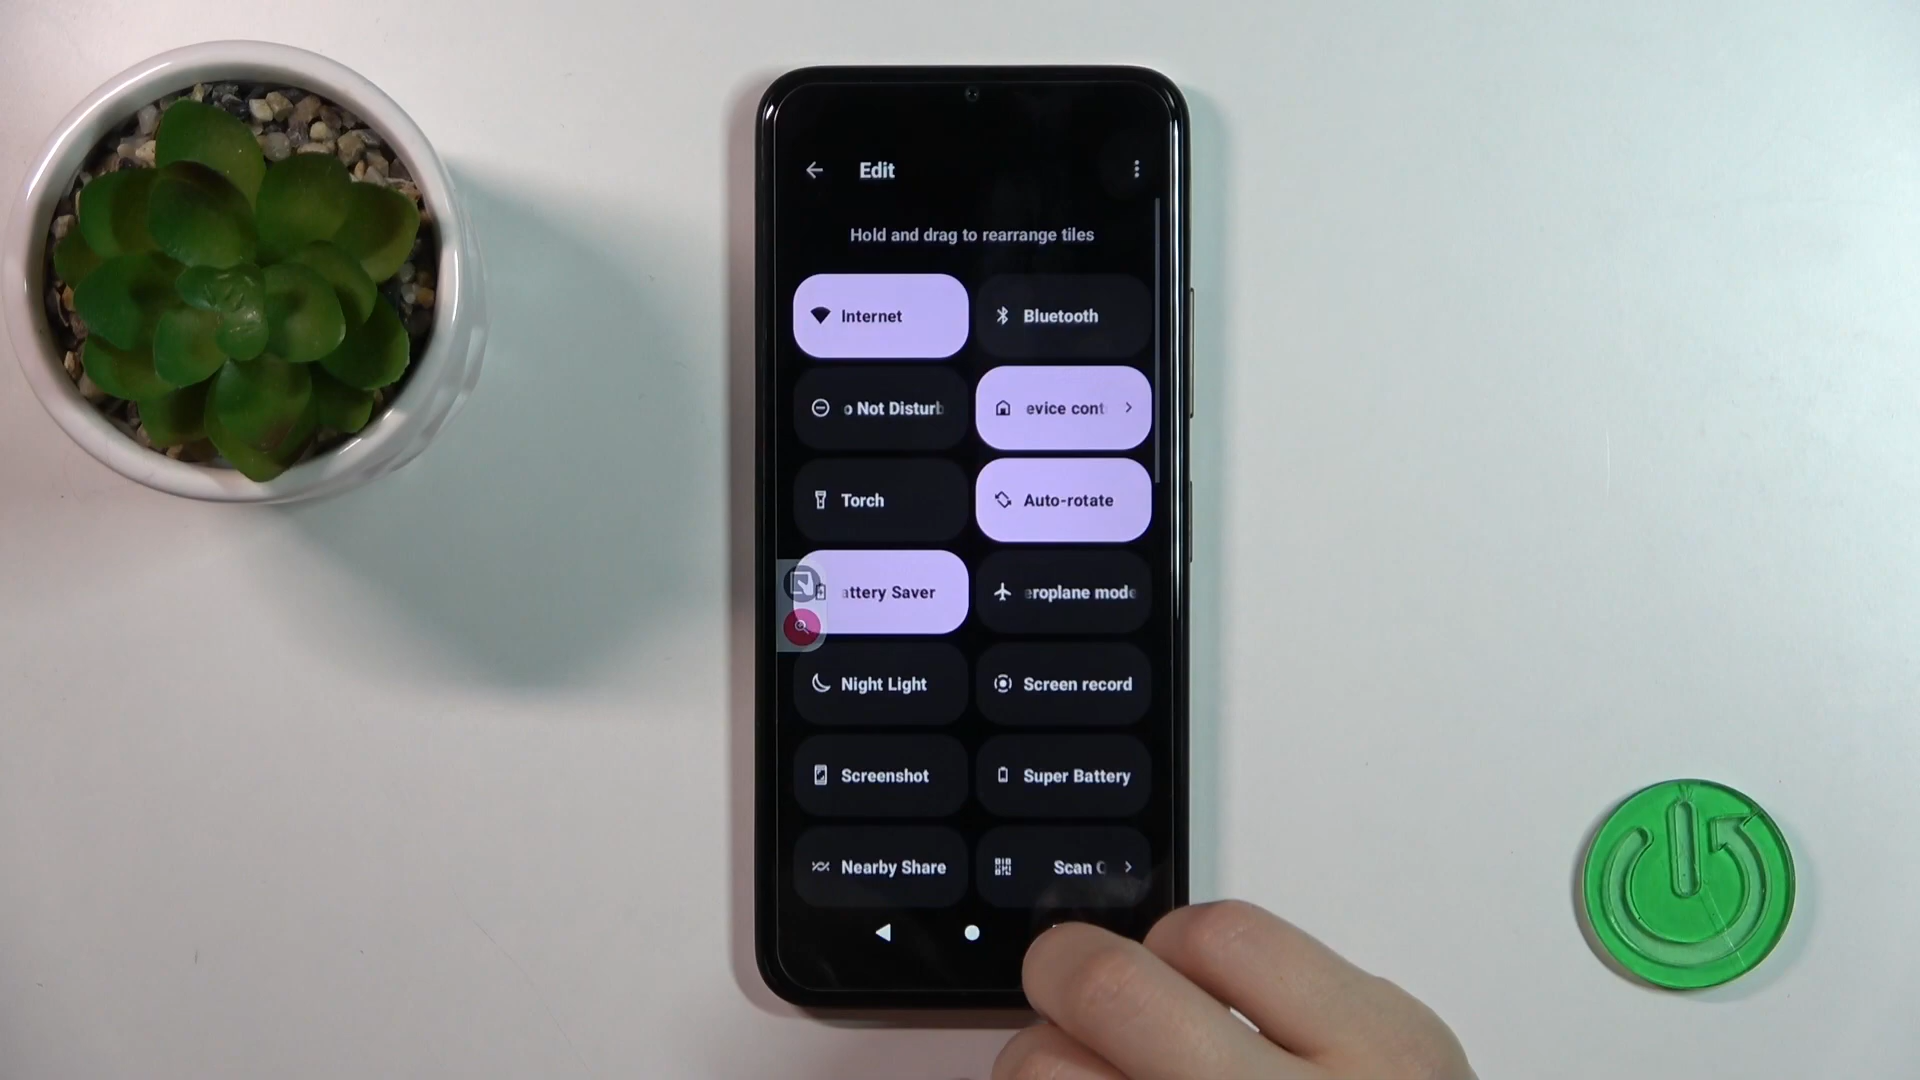 Edit
Hold and drag to rearrange tiles
Internet
Bluetooth
o Not Disturb
evice cont
Torch
Auto-rotate
attery Saver
eroplane mode
Night Light
Screen record
Screenshot
Super Battery
Nearby Share
Scan